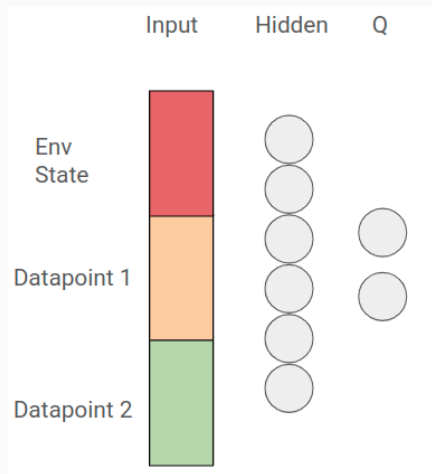 Input Hidden Q
Env
State
Datapoint 1
Datapoint 2